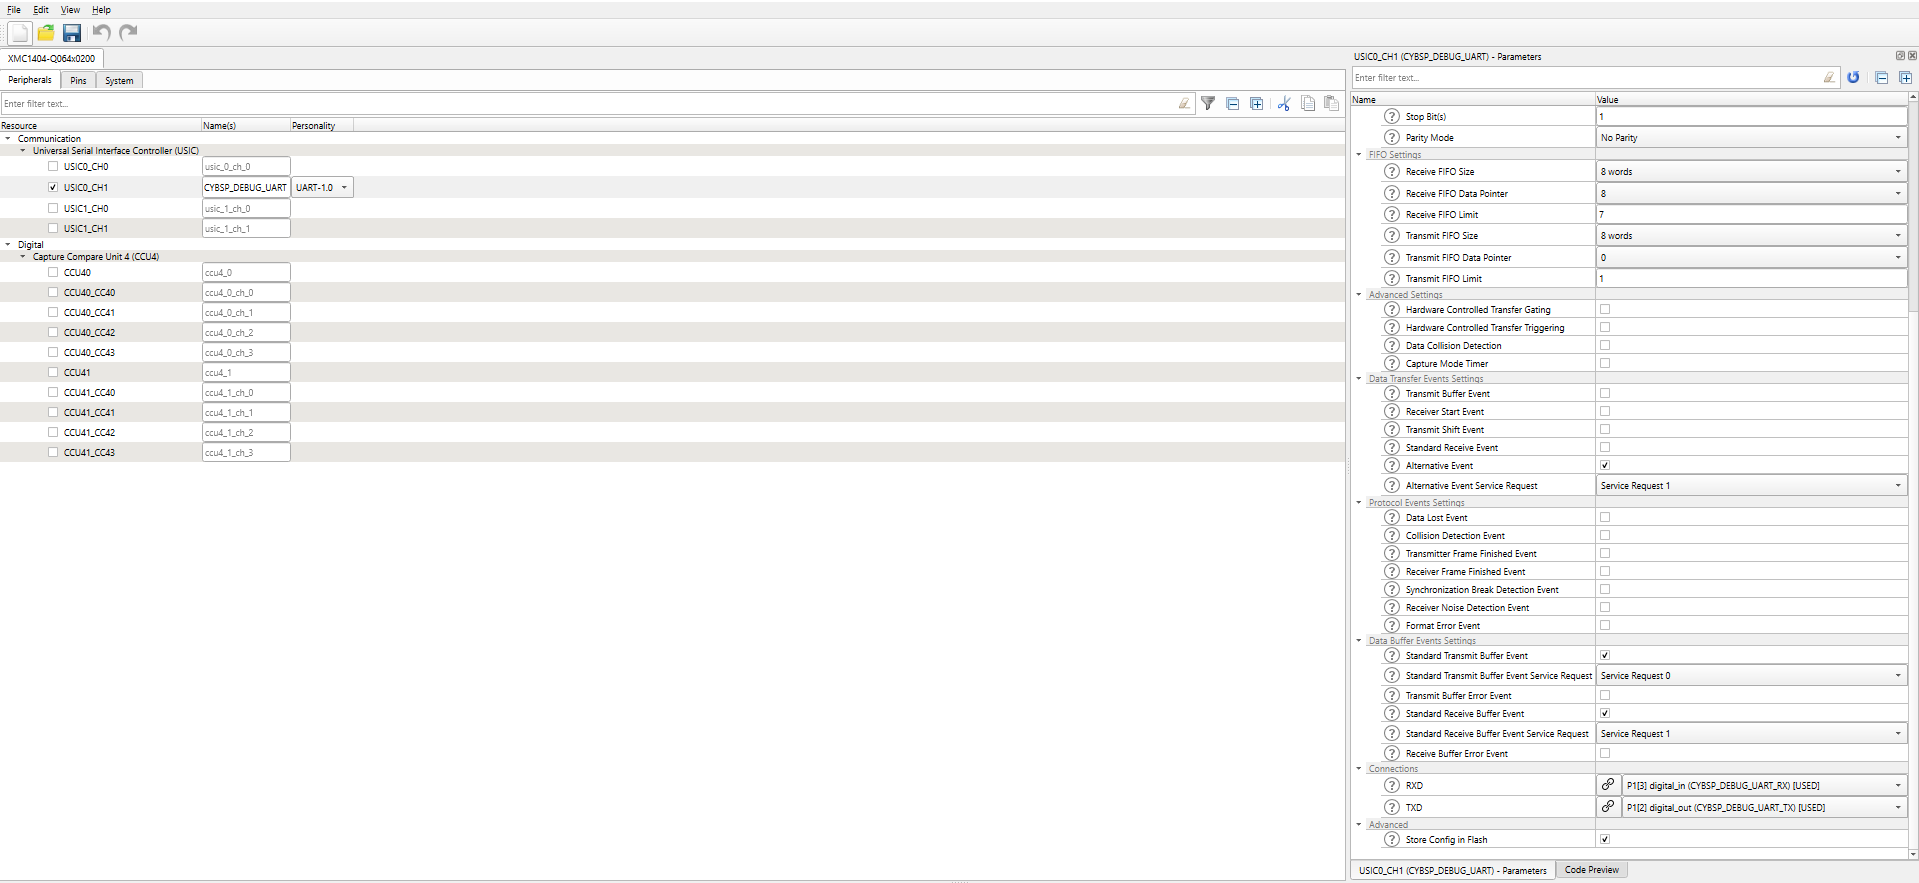 File Edit View Help
XMC1404-Q064x0200
Peripherals Pins System
Enter filter text...
Resource Name(s) Personality
Communication
Universal Serial Interface Controller (USIC)
USIC0_CH0 usic_0_ch_0
USIC0_CH1 CYBSP_DEBUG_UART UART-1.0
USIC1_CH0 usic_1_ch_0
USIC1_CH1 usic_1_ch_1
Digital
Capture Compare Unit 4 (CCU4)
CCU40 ccu4_0
CCU40_CC40 ccu4_0_ch_0
CCU40_CC41 ccu4_0_ch_1
CCU40_CC42 ccu4_0_ch_2
CCU40_CC43 ccu4_0_ch_3
CCU41 ccu4_1
CCU41_CC40 ccu4_1_ch_0
CCU41_CC41 ccu4_1_ch_1
CCU41_CC42 ccu4_1_ch_2
CCU41_CC43 ccu4_1_ch_3
USIC0_CH1 (CYBSP_DEBUG_UART) - Parameters
Enter filter text...
Name Value
Stop Bit(s) 1
Parity Mode No Parity
FIFO Settings
Receive FIFO Size 8 words
Receive FIFO Data Pointer 8
Receive FIFO Limit 7
Transmit FIFO Size 8 words
Transmit FIFO Data Pointer 0
Transmit FIFO Limit 1
Advanced Settings
Hardware Controlled Transfer Gating
Hardware Controlled Transfer Triggering
Data Collision Detection
Capture Mode Timer
Data Transfer Events Settings
Transmit Buffer Event
Receiver Start Event
Transmit Shift Event
Standard Receive Event
Alternative Event
Alternative Event Service Request Service Request 1
Protocol Events Settings
Data Lost Event
Collision Detection Event
Transmitter Frame Finished Event
Receiver Frame Finished Event
Synchronization Break Detection Event
Receiver Noise Detection Event
Format Error Event
Data Buffer Events Settings
Standard Transmit Buffer Event
Standard Transmit Buffer Event Service Request Service Request 0
Transmit Buffer Error Event
Standard Receive Buffer Event
Standard Receive Buffer Event Service Request Service Request 1
Receive Buffer Error Event
Connections
RXD P1[3] digital_in (CYBSP_DEBUG_UART_RX) [USED]
TXD P1[2] digital_out (CYBSP_DEBUG_UART_TX) [USED]
Advanced
Store Config in Flash
USIC0_CH1 (CYBSP_DEBUG_UART) - Parameters Code Preview